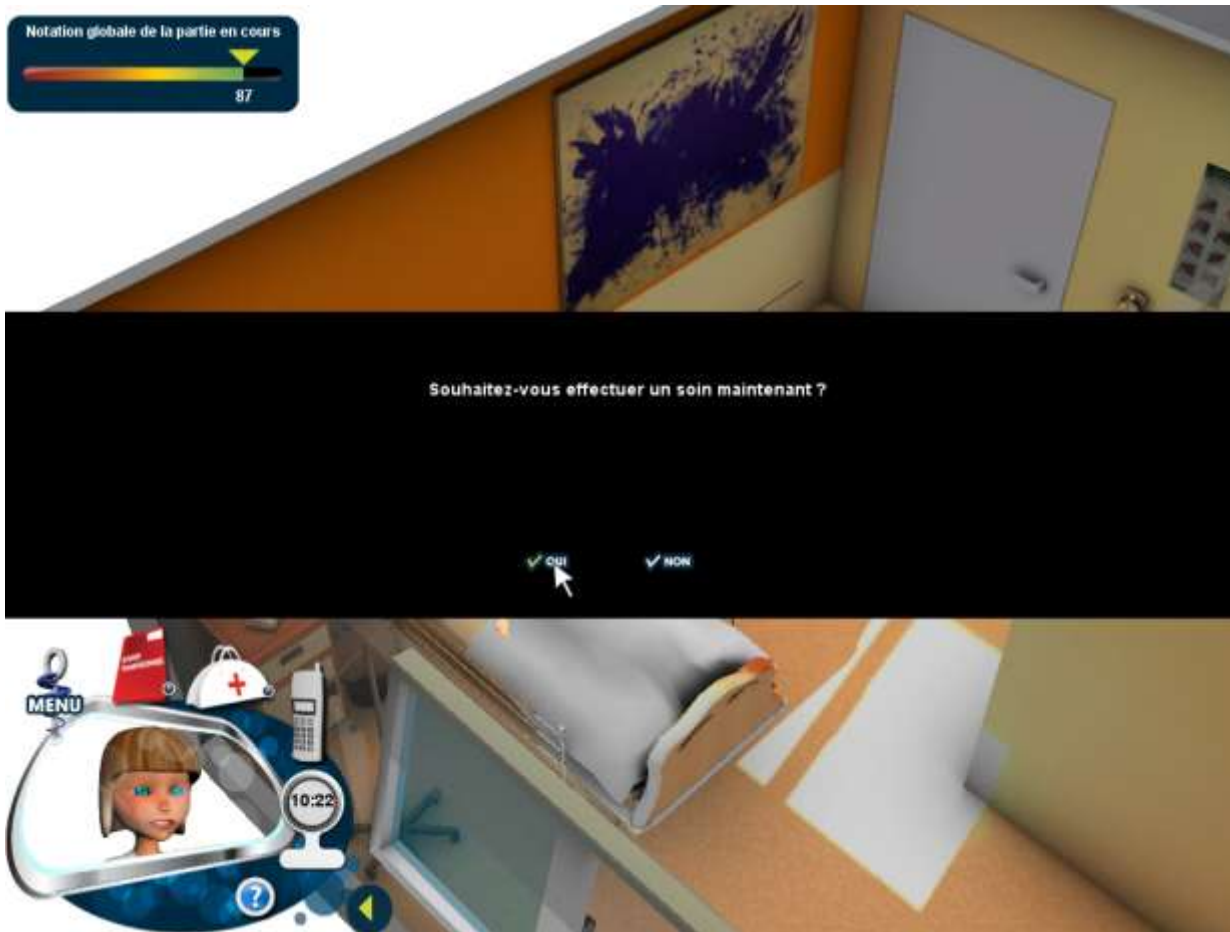 Notation globale de la partie en cours
87
Souhaitez-vous effectuer un soin maintenant ?
OUI
NON
MENU
10:22
?